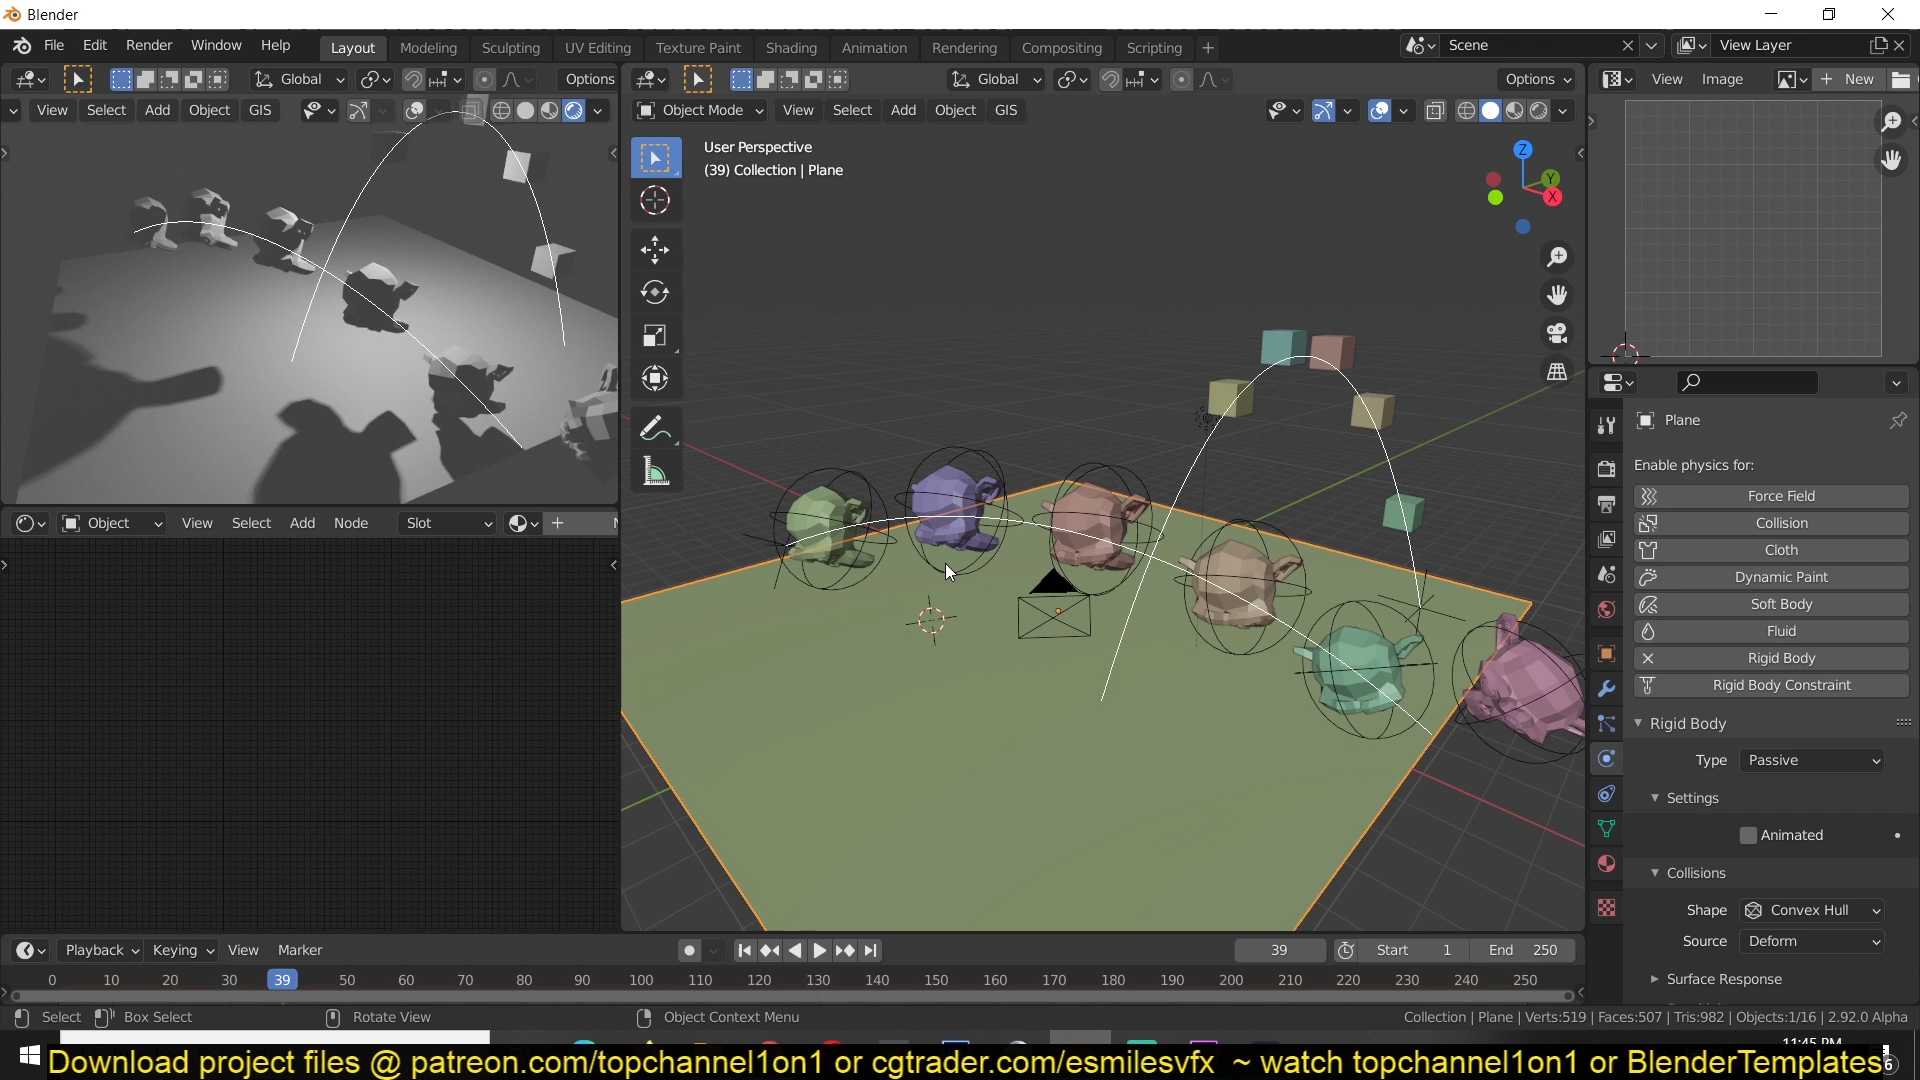 Blender
File Edit Render Window Help Layout Modeling Sculpting UV Editing Texture Paint Shading Animation Rendering Compositing Scripting + Scene View Layer
Global Options Global Options View Image New
View Select Add Object GIS Object Mode View Select Add Object GIS
User Perspective
(39) Collection | Plane
Z
Y
X
Plane
Enable physics for:
Force Field
Collision
Cloth
Dynamic Paint
Soft Body
Fluid
Rigid Body
Rigid Body Constraint
Rigid Body
Type Passive
Settings
Animated
Collisions
Shape Convex Hull
Source Deform
Surface Response
Object View Select Add Node Slot
Playback Keying View Marker 39 Start 1 End 250
0 10 20 30 39 50 60 70 80 90 100 110 120 130 140 150 160 170 180 190 200 210 220 230 240 250
Select Box Select Rotate View Object Context Menu Collection | Plane | Verts:519 | Faces:507 | Tris:982 | Objects:1/16 | 2.92.0 Alpha
11:45 PM
Download project files @ patreon.com/topchannel1on1 or cgtrader.com/esmilesvfx ~ watch topchannel1on1 or BlenderTemplates
6